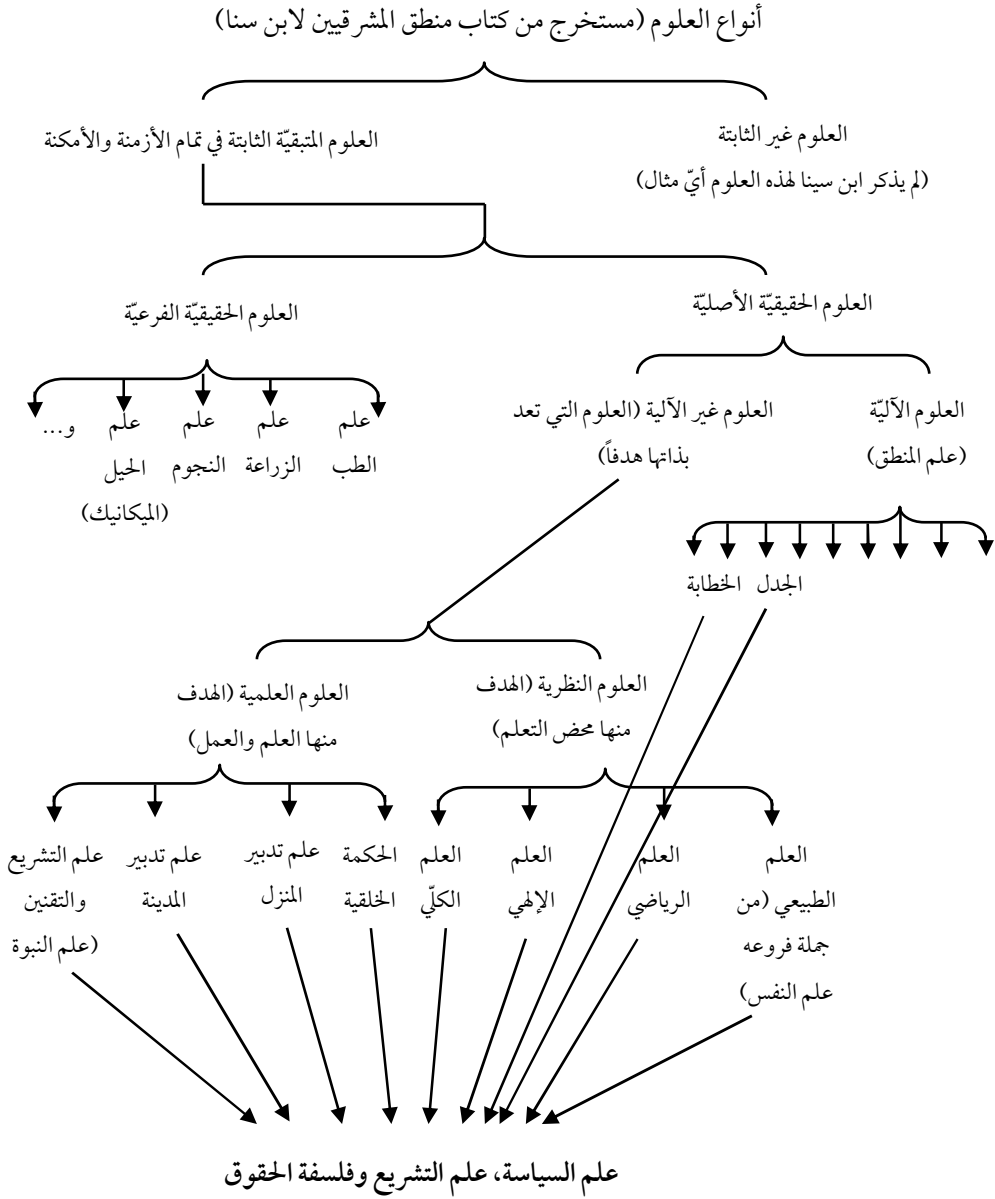 أنواع العلوم (مستخرج من كتاب منطق المشرقيين لابن سنا)
العلوم غير الثابتة
(لم يذكر ابن سينا لهذه العلوم أيّ مثال)
العلوم المتبقيّة الثابتة في تمام الأزمنة والأمكنة
العلوم الحقيقيّة الأصليّة
العلوم الحقيقيّة الفرعيّة
العلوم الآليّة
(علم المنطق)
العلوم غير الآلية (العلوم التي تعد
بذاتها هدفاً)
علم
الطب
علم
الزراعة
علم
النجوم
علم
الحيل
(الميكانيك)
و...
الجدل
الخطابة
العلوم النظرية (الهدف
منها محض التعلم)
العلوم العلمية (الهدف
منها العلم والعمل)
العلم
الطبيعي (من
جملة فروعه
علم النفس)
العلم
الرياضي
العلم
الإلهي
العلم
الكلّي
الحكمة
الخلقية
علم تدبير
المنزل
علم تدبير
المدينة
علم التشريع
والتقنين
(علم النبوة
علم السياسة، علم التشريع وفلسفة الحقوق